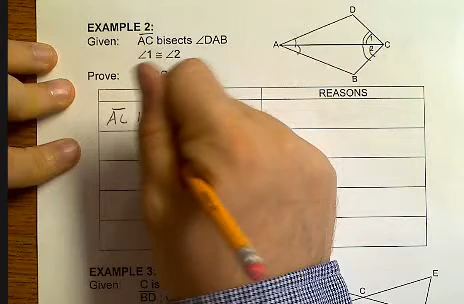 EXAMPLE 2:
Given: AC bisects ∠DAB
∠1 ≅ ∠2
Prove:
REASONS
AC
D
A
1
2
C
B
EXAMPLE 3:
Given: C is
BD
C
E